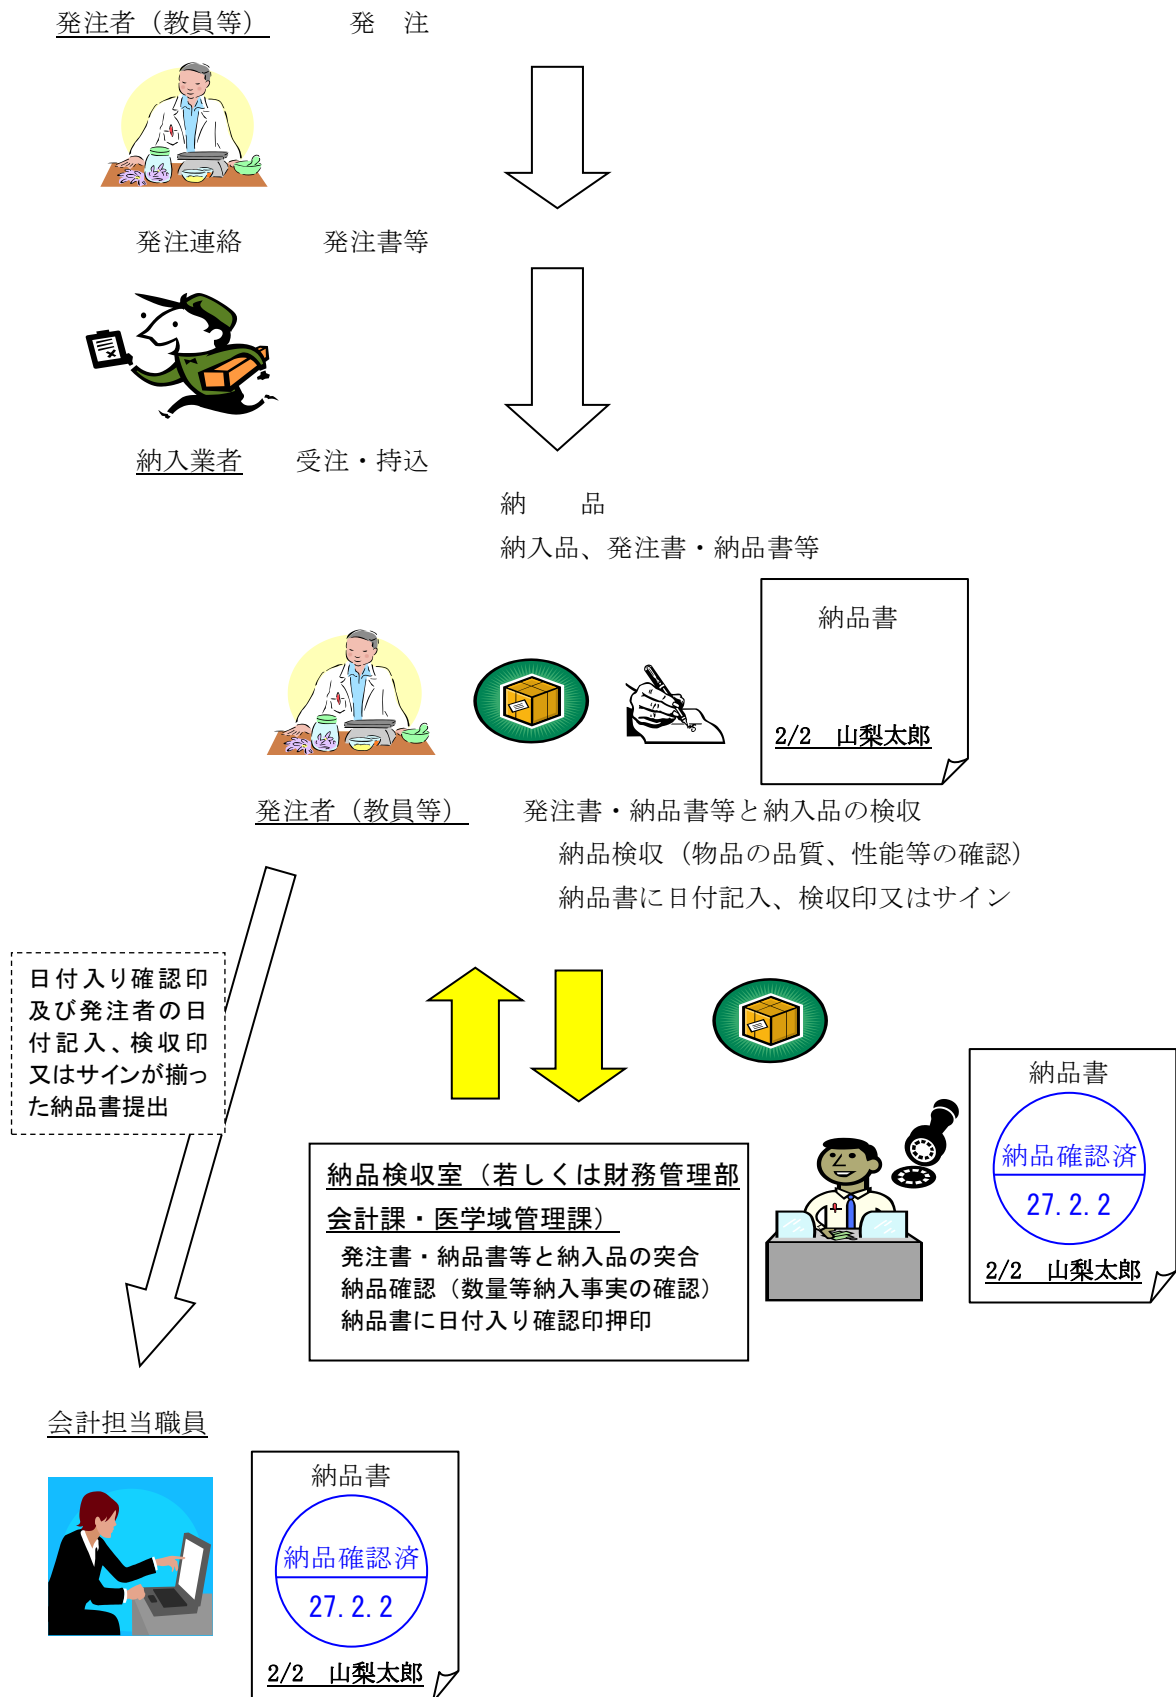 発注者（教員等）　　　発　注
発注連絡　　　発注書等
納入業者　　受注・持込
納　　品
納入品、発注書・納品書等
納品書
2/2　山梨太郎
発注者（教員等）　　発注書・納品書等と納入品の検収
納品検収（物品の品質、性能等の確認）
納品書に日付記入、検収印又はサイン
日付入り確認印
及び発注者の日
付記入、検収印
又はサインが揃っ
た納品書提出
納品検収室（若しくは財務管理部
会計課・医学域管理課）
発注書・納品書等と納入品の突合
納品確認（数量等納入事実の確認）
納品書に日付入り確認印押印
納品書
納品確認済
27.2.2
2/2　山梨太郎
会計担当職員
納品書
納品確認済
27.2.2
2/2　山梨太郎